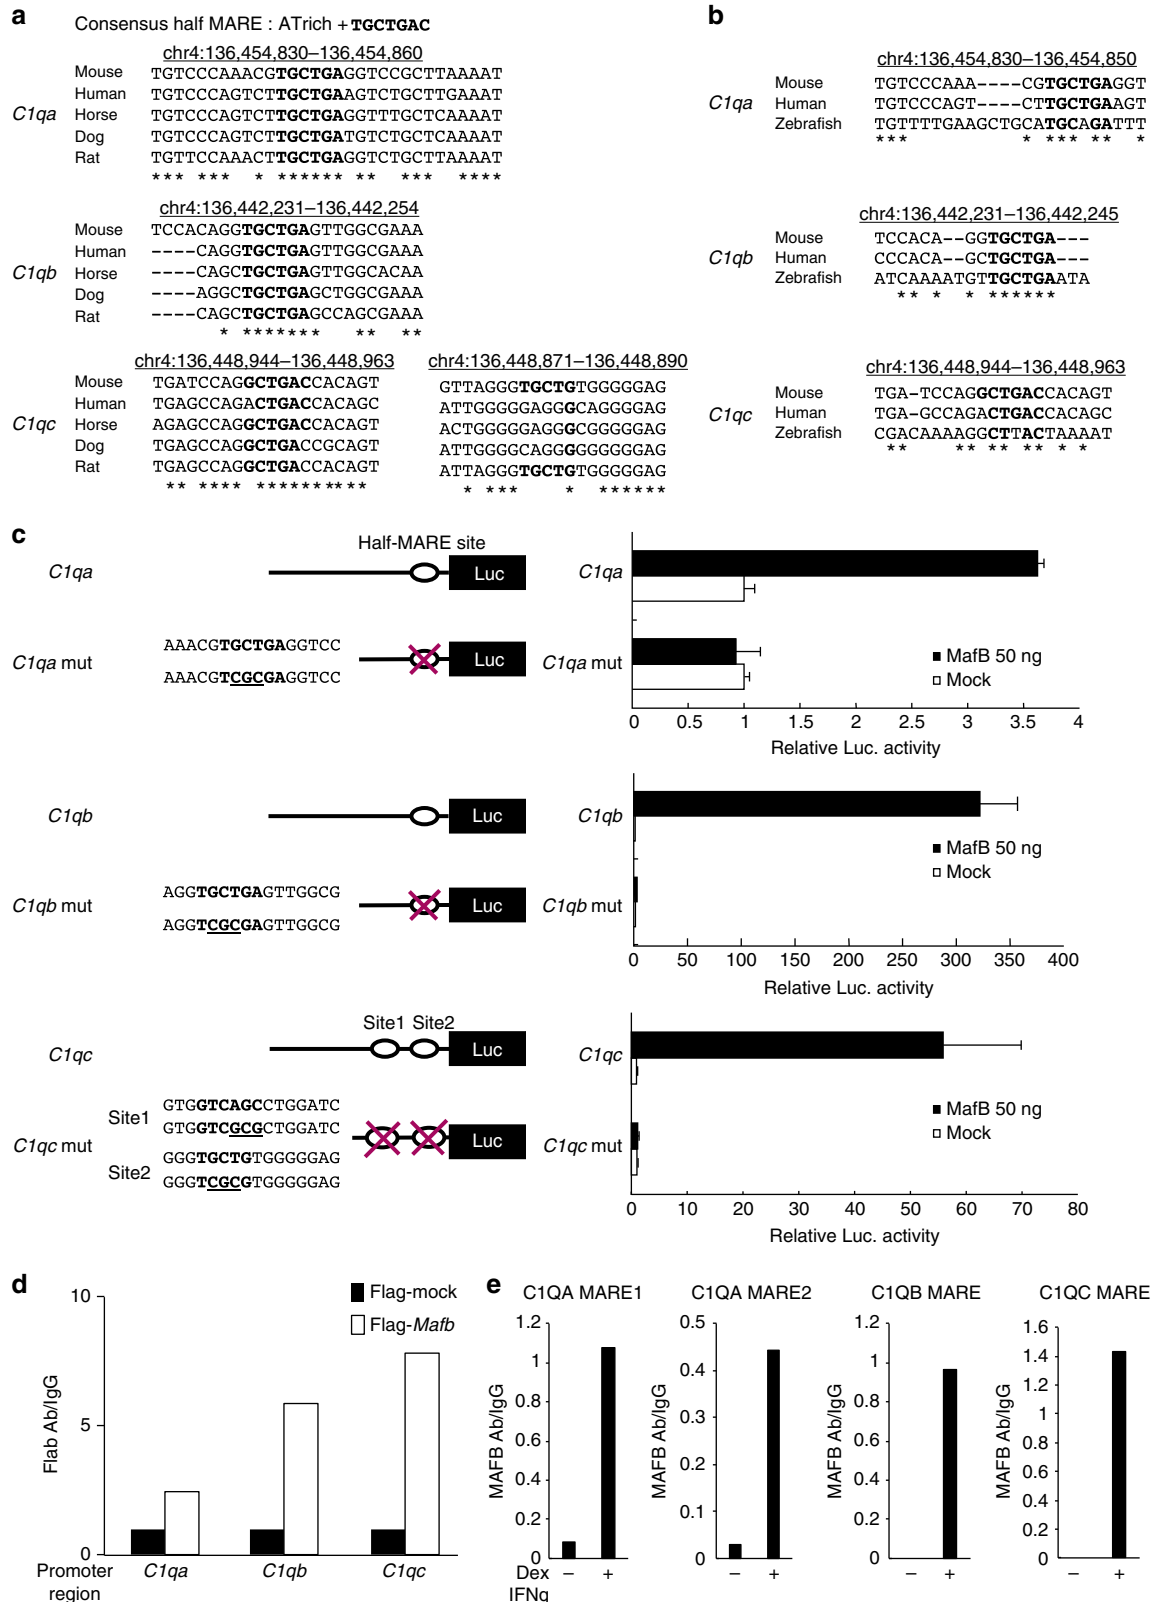 a
Consensus half MARE : ATrich + TGCTGAC
chr4:136,454,830–136,454,860
C1qa
Mouse TGTCCCAAACGTGCTGAGGTCCGCTTAAAAT
Human TGTCCCAGTCTTGCTGAAGTCTGCTTGAAAT
Horse TGTCCCAGTCTTGCTGAGGTTTGCTCAAAAT
Dog TGTCCCAGTCTTGCTGATGTCTGCTCAAAAT
Rat TGTTCCAAACTTGCTGAGGTCTGCTTAAAAT
*** *** * ****** ** *** ****
chr4:136,442,231–136,442,254
C1qb
Mouse TCCACAGGTGCTGAGTTGGCGAAA
Human ----CAGGTGCTGAGTTGGCGAAA
Horse ----CAGCTGCTGAGTTGGCACAA
Dog ----AGGCTGCTGAGCTGGCGAAA
Rat ----CAGCTGCTGAGCCAGCGAAA
* ******* ** **
chr4:136,448,944–136,448,963
C1qc
Mouse TGATCCAGGCTGACCACAGT
Human TGAGCCAGACTGACCACAGC
Horse AGAGCCAGGCTGACCACAGT
Dog TGAGCCAGGCTGACCGCAGT
Rat TGAGCCAGGCTGACCACAGT
** **** **********
chr4:136,448,871–136,448,890
GTTAGGGTGCTGTGGGGGAG
ATTGGGGGAGGGCAGGGGAG
ACTGGGGGAGGGCAGGGGAG
ATTGGGGCAGGGGGGGGGAG
ATTAGGGTGCTGTGGGGGAG
* *** * ******
b
chr4:136,454,830–136,454,850
C1qa
Mouse TGTCCCAAA----CGTGCTGAGGT
Human TGTCCCAGT----CTTGCTGAAGT
Zebrafish TGTTTTGAAGCTGCATGCAGATTT
*** * *** ** *
chr4:136,442,231–136,442,245
C1qb
Mouse TCCACA--GGTGCTGA---
Human CCCACA--GCTGCTGA---
Zebrafish ATCAAAATGTTGCTGAATA
** * * ******
chr4:136,448,944–136,448,963
C1qc
Mouse TGA-TCCAGGCTGACCACAGT
Human TGA-GCCAGACTGACCACAGC
Zebrafish CGACAAAAGGCTTACTAAAAT
** ** ** ** * *
c
Half-MARE site
C1qa
Luc
C1qa mut
AAACGTGCTGAGGTCC
AAACGTCGCGAGGTCC
Luc
C1qa
C1qa mut
MafB 50 ng
Mock
0 0.5 1 1.5 2 2.5 3 3.5 4
Relative Luc. activity
C1qb
Luc
C1qb mut
AGGTGCTGAGTTGGCG
AGGTCGCGAGTTGGCG
Luc
C1qb
C1qb mut
MafB 50 ng
Mock
0 50 100 150 200 250 300 350 400
Relative Luc. activity
Site1 Site2
C1qc
Luc
C1qc mut
Site1
GTGGTCAGCCTGGATC
GTGGTCGCGCTGGATC
Site2
GGGTGCTGTGGGGGAG
GGGTCGCGTGGGGGAG
Luc
C1qc
C1qc mut
MafB 50 ng
Mock
0 10 20 30 40 50 60 70 80
Relative Luc. activity
d
Flab Ab/IgG
10
5
0
Flag-mock
Flag-Mafb
Promoter region
C1qa C1qb C1qc
e
C1QA MARE1
MAFB Ab/IgG
1.2
1
0.8
0.6
0.4
0.2
0
Dex − +
IFNg
C1QA MARE2
MAFB Ab/IgG
0.5
0.4
0.3
0.2
0.1
0
− +
C1QB MARE
MAFB Ab/IgG
1.2
1
0.8
0.6
0.4
0.2
0
− +
C1QC MARE
MAFB Ab/IgG
1.6
1.4
1.2
1
0.8
0.6
0.4
0.2
0
− +